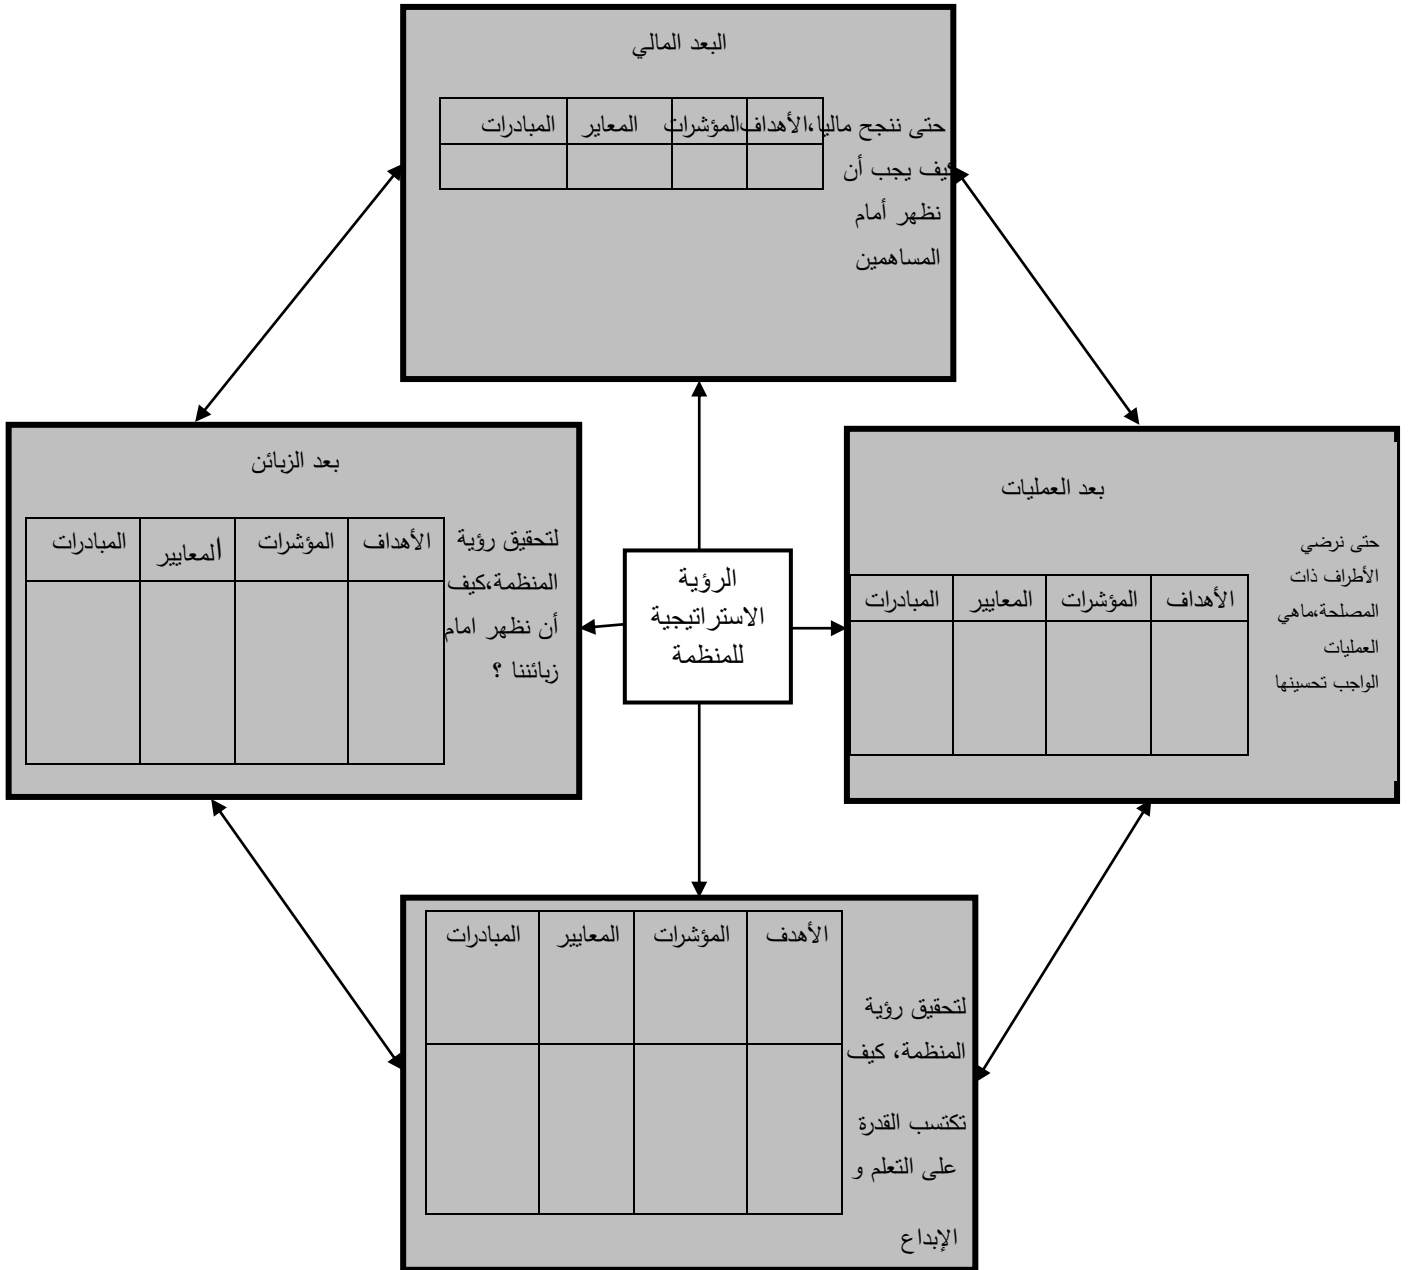 البعد المالي
حتى ننجح ماليا،
كيف يجب أن
نظهر أمام
المساهمين
الأهداف المؤشرات المعاير المبادرات
بعد الزبائن
لتحقيق رؤية
المنظمة،كيف
أن نظهر امام
زبائننا ؟
الأهداف المؤشرات المعايير المبادرات
الرؤية
الاستراتيجية
للمنظمة
بعد العمليات
حتى نرضي
الأطراف ذات
المصلحة،ماهي
العمليات
الواجب تحسينها
الأهداف المؤشرات المعايير المبادرات
الأهدف المؤشرات المعايير المبادرات
لتحقيق رؤية
المنظمة، كيف
تكتسب القدرة
على التعلم و
الإبداع